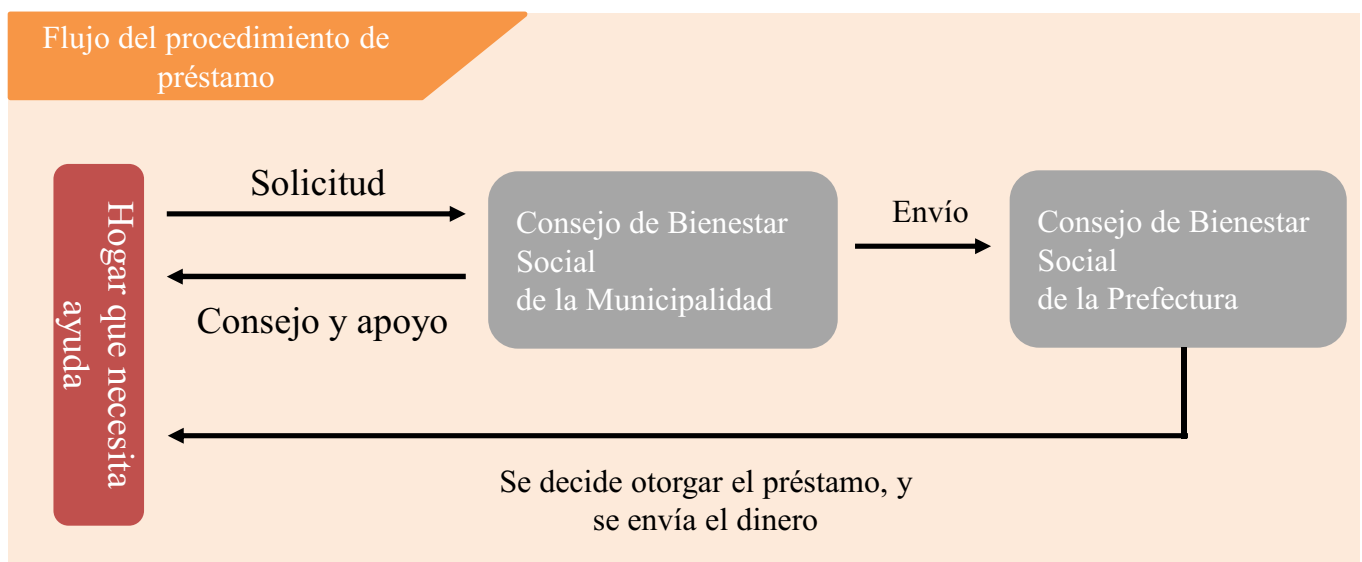 Flujo del procedimiento de
préstamo
Hogar que necesita
ayuda
Solicitud
Consejo y apoyo
Consejo de Bienestar
Social
de la Municipalidad
Envío
Consejo de Bienestar
Social
de la Prefectura
Se decide otorgar el préstamo, y
se envía el dinero